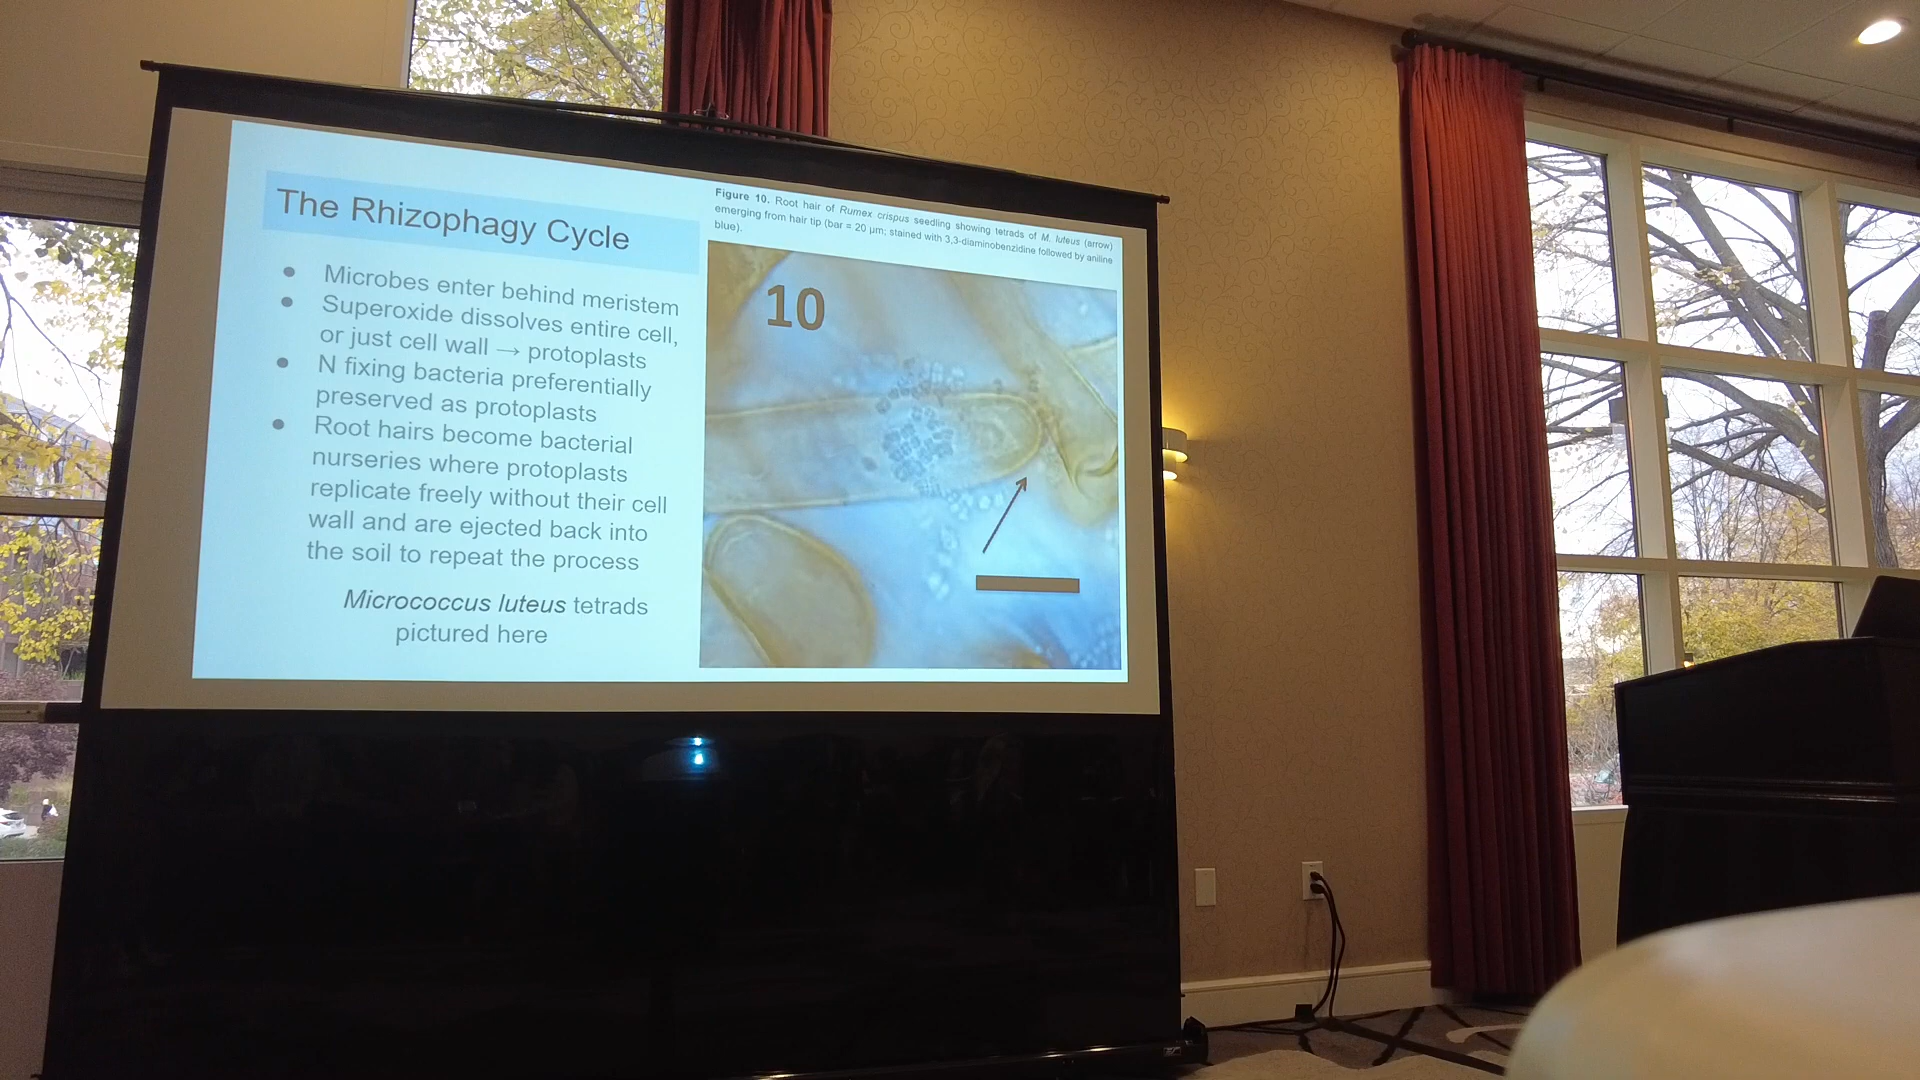 The Rhizophagy Cycle
● Microbes enter behind meristem
● Superoxide dissolves entire cell,
or just cell wall → protoplasts
● N fixing bacteria preferentially
preserved as protoplasts
● Root hairs become bacterial
nurseries where protoplasts
replicate freely without their cell
wall and are ejected back into
the soil to repeat the process
Micrococcus luteus tetrads
pictured here
Figure 10. Root hair of Rumex crispus seedling showing tetrads of M. luteus (arrow)
emerging from hair tip (bar = 20 µm; stained with 3,3-diaminobenzidine followed by aniline
blue).
10